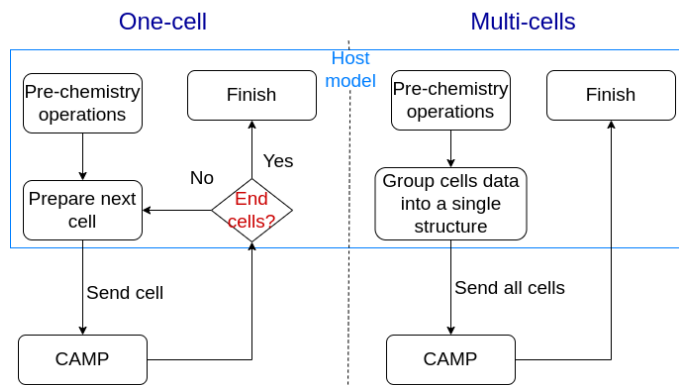 One-cell
Multi-cells
Host
model
Pre-chemistry
operations
Finish
Pre-chemistry
operations
Finish
No
Yes
Prepare next
cell
End
cells?
Group cells data
into a single
structure
Send cell
Send all cells
CAMP
CAMP